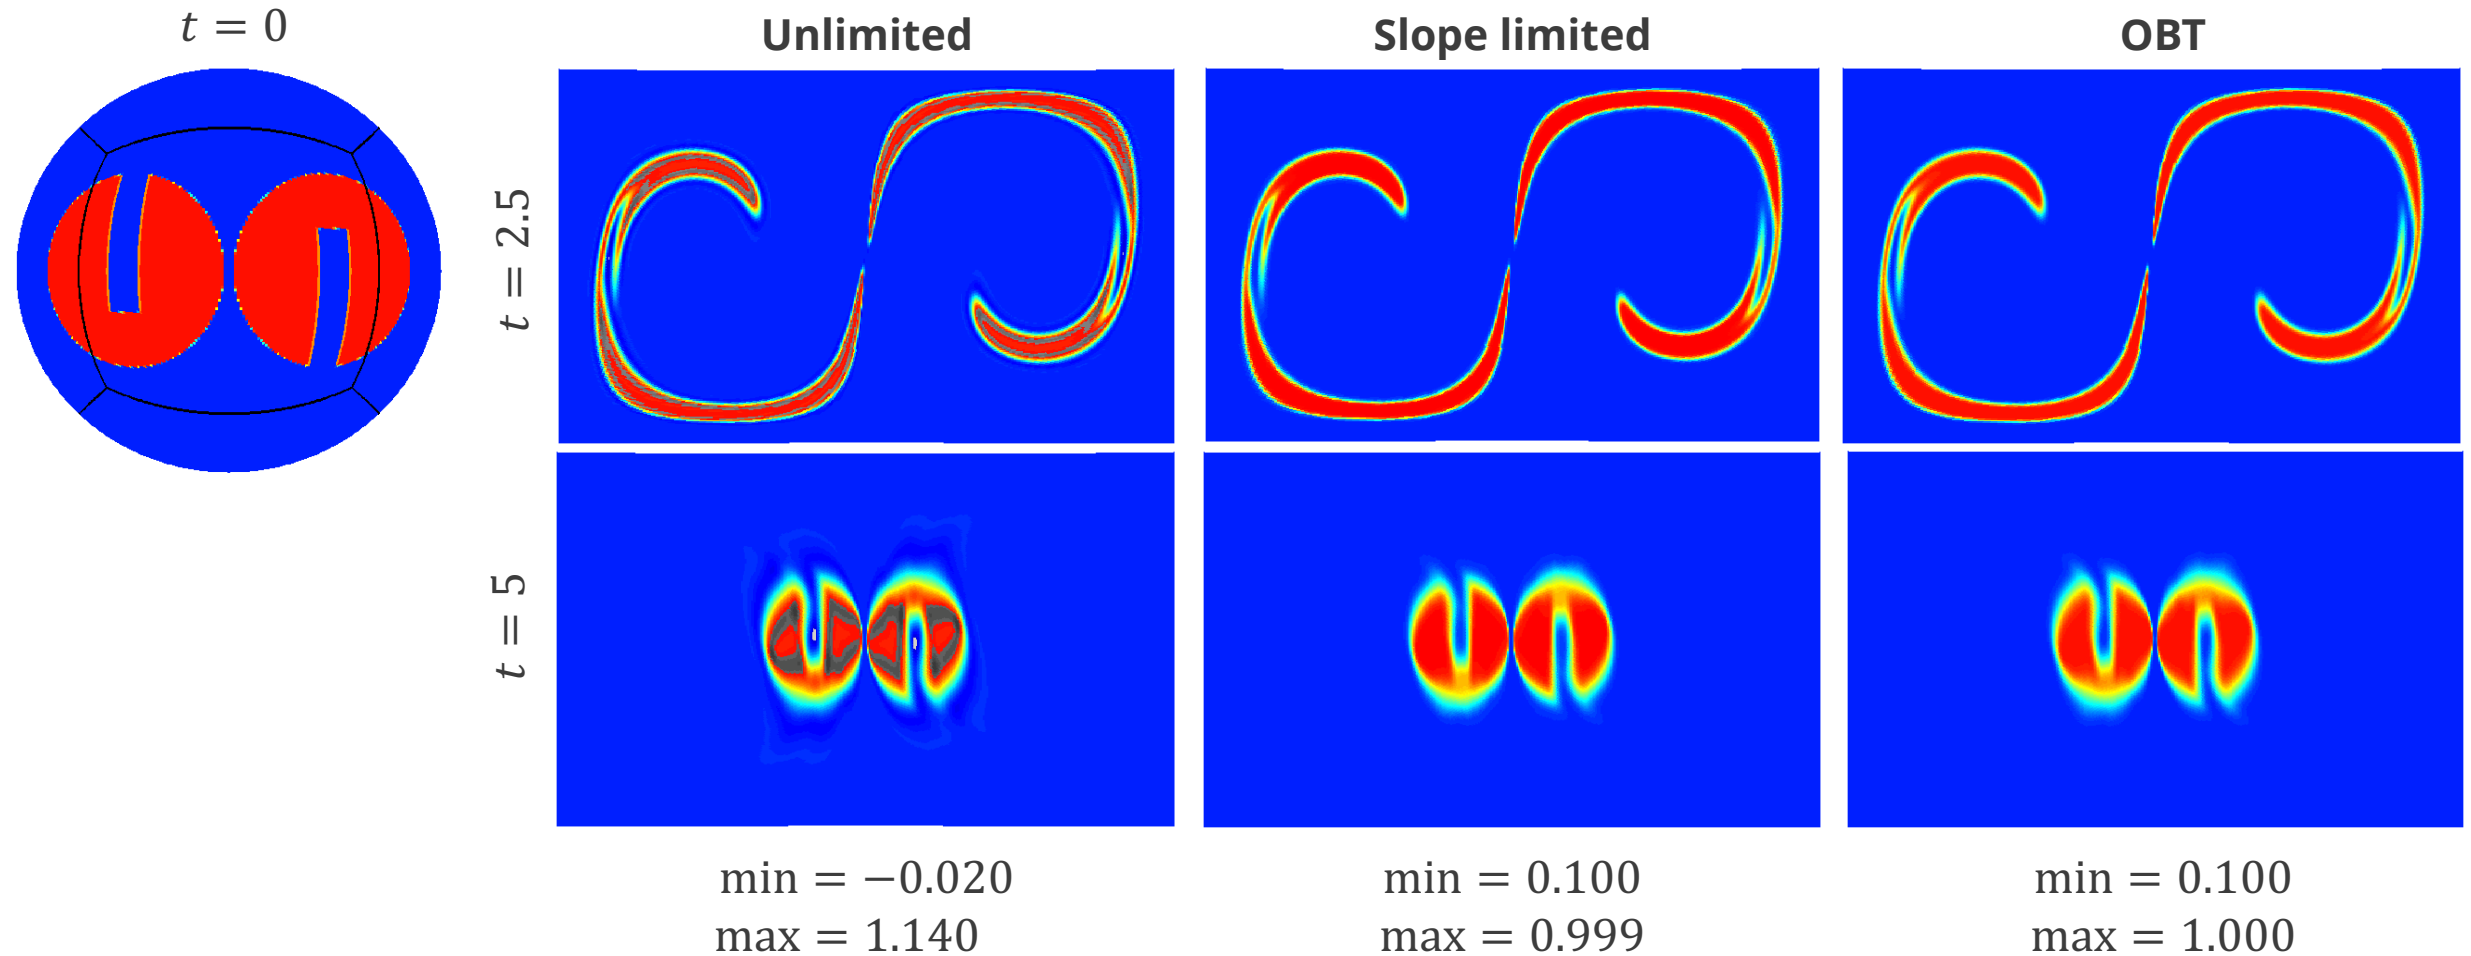 t = 0
Unlimited
Slope limited
OBT
t = 2.5
t = 5
min = −0.020
max = 1.140
min = 0.100
max = 0.999
min = 0.100
max = 1.000